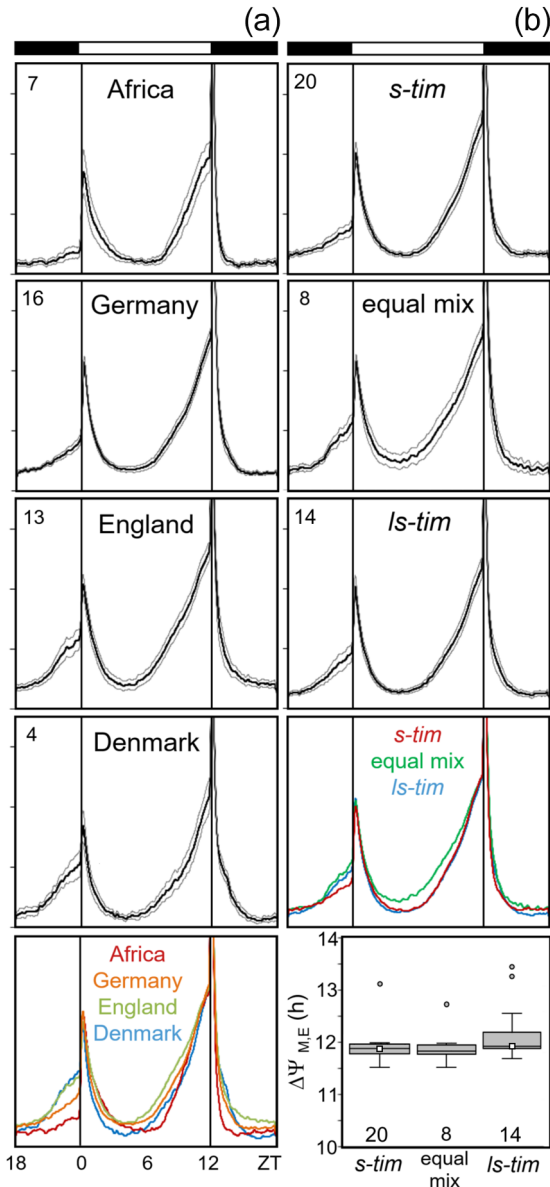 (a)
7
Africa
16
Germany
13
England
4
Denmark
Africa
Germany
England
Denmark
18 0 6 12 ZT
(b)
20
s-tim
8
equal mix
14
ls-tim
s-tim
equal mix
ls-tim
ΔΨ M,E (h)
14
13
12
11
10
20 8 14
s-tim equal mix ls-tim